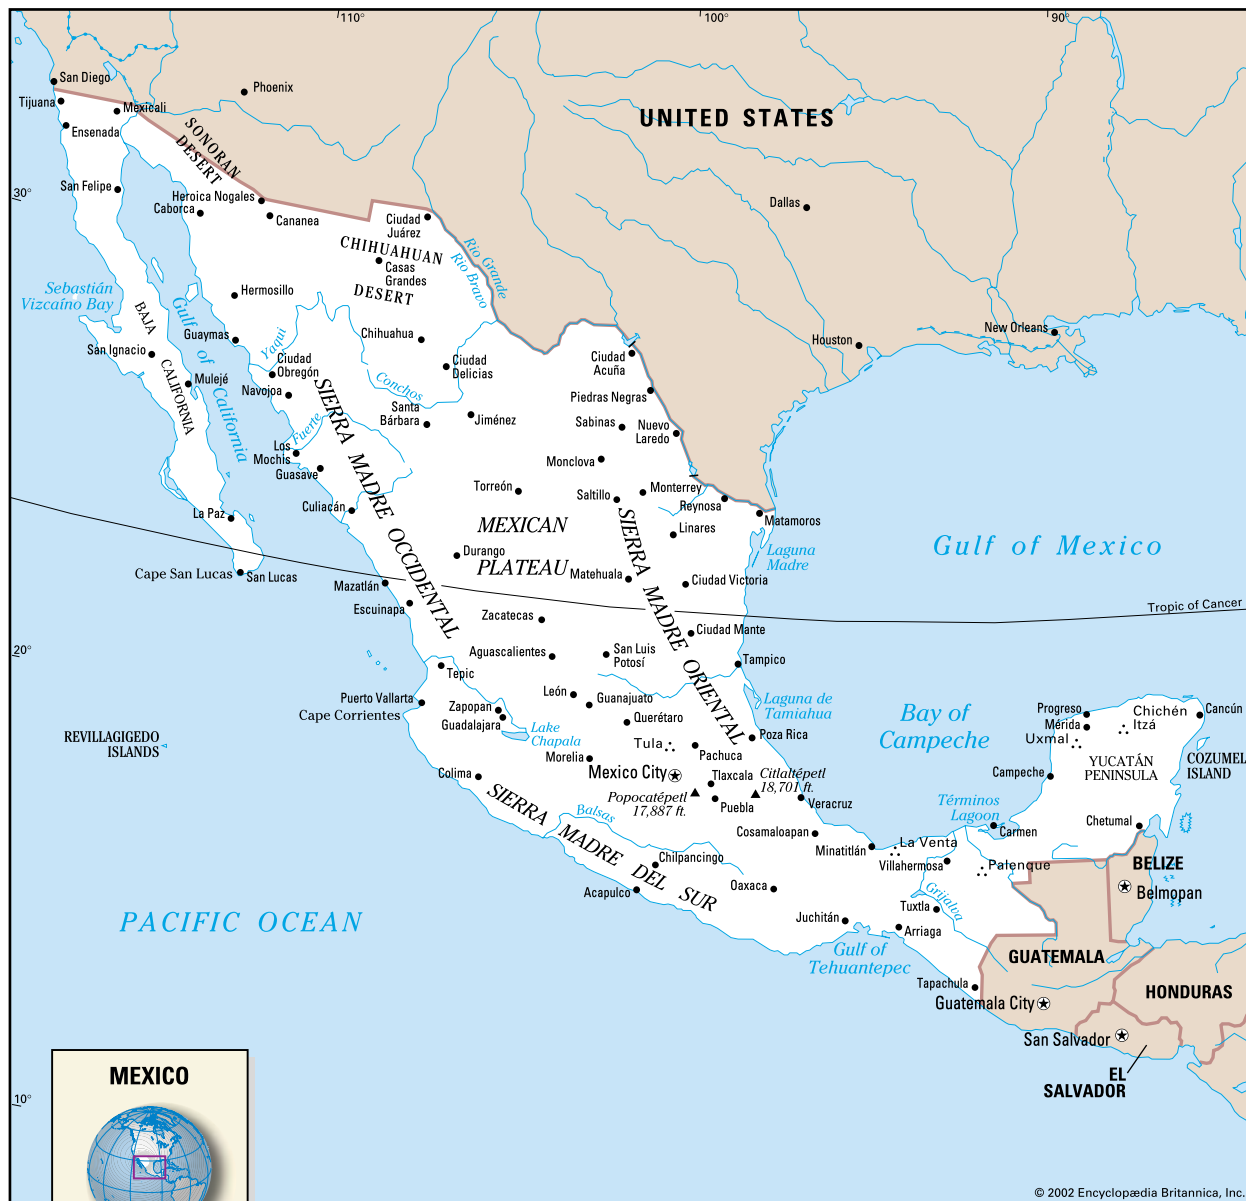 110°
100°
90°
San Diego
Phoenix
UNITED STATES
Tijuana
Mexicali
Ensenada
SONORAN
DESERT
San Felipe
30°
Heroica Nogales
Caborca
Cananea
Ciudad
Juárez
Dallas
CHIHUAHUAN
DESERT
Casas
Grandes
Rio Grande
Rio Bravo
Sebastián
Vizcaíno Bay
Hermosillo
BAJA
CALIFORNIA
Gulf of California
Guaymas
Yaqui
Chihuahua
New Orleans
Houston
San Ignacio
Ciudad
Obregón
Ciudad
Delicias
Ciudad
Acuña
Mulejé
Navojoa
Conchos
Piedras Negras
Santa
Bárbara
Jiménez
Sabinas
Nuevo
Laredo
Fuerte
Los
Mochis
Guasave
Monclova
SIERRA MADRE OCCIDENTAL
Torreón
Saltillo
Monterrey
Reynosa
La Paz
Culiacán
MEXICAN
PLATEAU
Linares
Matamoros
Gulf of Mexico
Laguna
Madre
Durango
Cape San Lucas
San Lucas
Mazatlán
Matehuala
Ciudad Victoria
SIERRA MADRE ORIENTAL
Escuinapa
Tropic of Cancer
Zacatecas
Ciudad Mante
20°
Aguascalientes
San Luis
Potosí
Tampico
Tepic
Puerto Vallarta
Cape Corrientes
León
Guanajuato
Laguna de
Tamiahua
Zapopan
Guadalajara
Querétaro
Bay of
Campeche
Progreso
Mérida
Uxmal
Chichén
Itzá
Cancún
REVILLAGIGEDO
ISLANDS
Lake
Chapala
Tula
Poza Rica
Pachuca
Morelia
YUCATÁN
PENINSULA
COZUMEL
ISLAND
Colima
Mexico City
Tlaxcala
Citlaltépetl
18,701 ft.
Campeche
Popocatépetl
17,887 ft.
Puebla
Veracruz
SIERRA MADRE DEL SUR
Balsas
Términos
Lagoon
Carmen
Chetumal
Cosamaloapan
Minatitlán
La Venta
Villahermosa
Palenque
BELIZE
Belmopan
Chilpancingo
Acapulco
Oaxaca
Grijalva
Tuxtla
PACIFIC OCEAN
Juchitán
Arriaga
Gulf of
Tehuantepec
GUATEMALA
Tapachula
Guatemala City
HONDURAS
San Salvador
EL
SALVADOR
MEXICO
10°
© 2002 Encyclopædia Britannica, Inc.